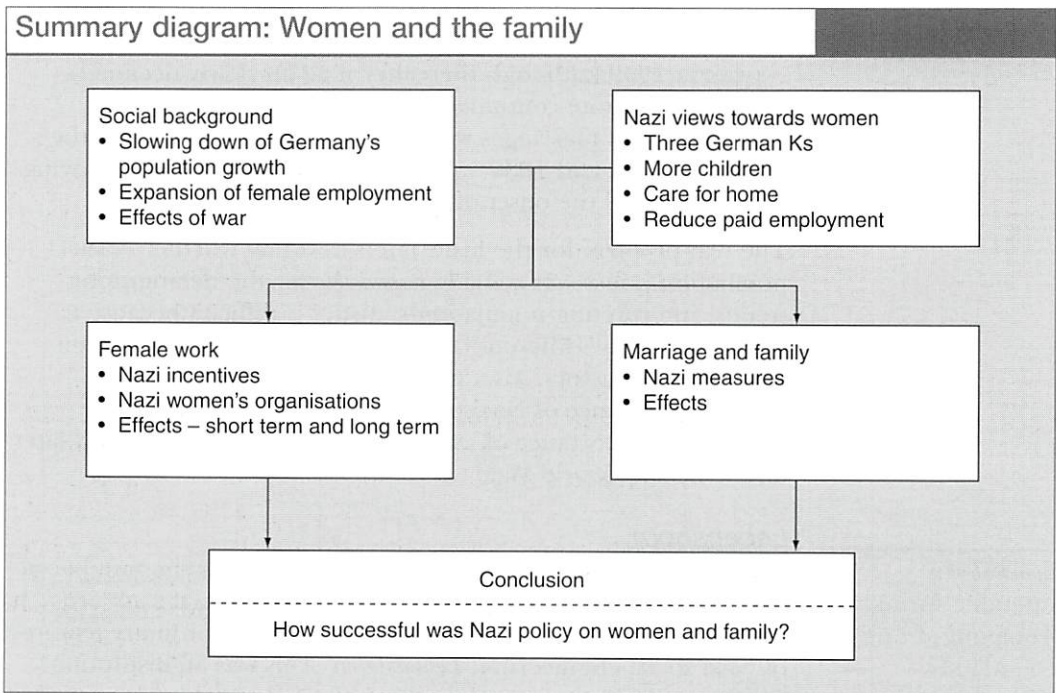 Summary diagram: Women and the family
Social background
• Slowing down of Germany's
population growth
• Expansion of female employment
• Effects of war
Nazi views towards women
• Three German Ks
• More children
• Care for home
• Reduce paid employment
Female work
• Nazi incentives
• Nazi women's organisations
• Effects – short term and long term
Marriage and family
• Nazi measures
• Effects
Conclusion
How successful was Nazi policy on women and family?